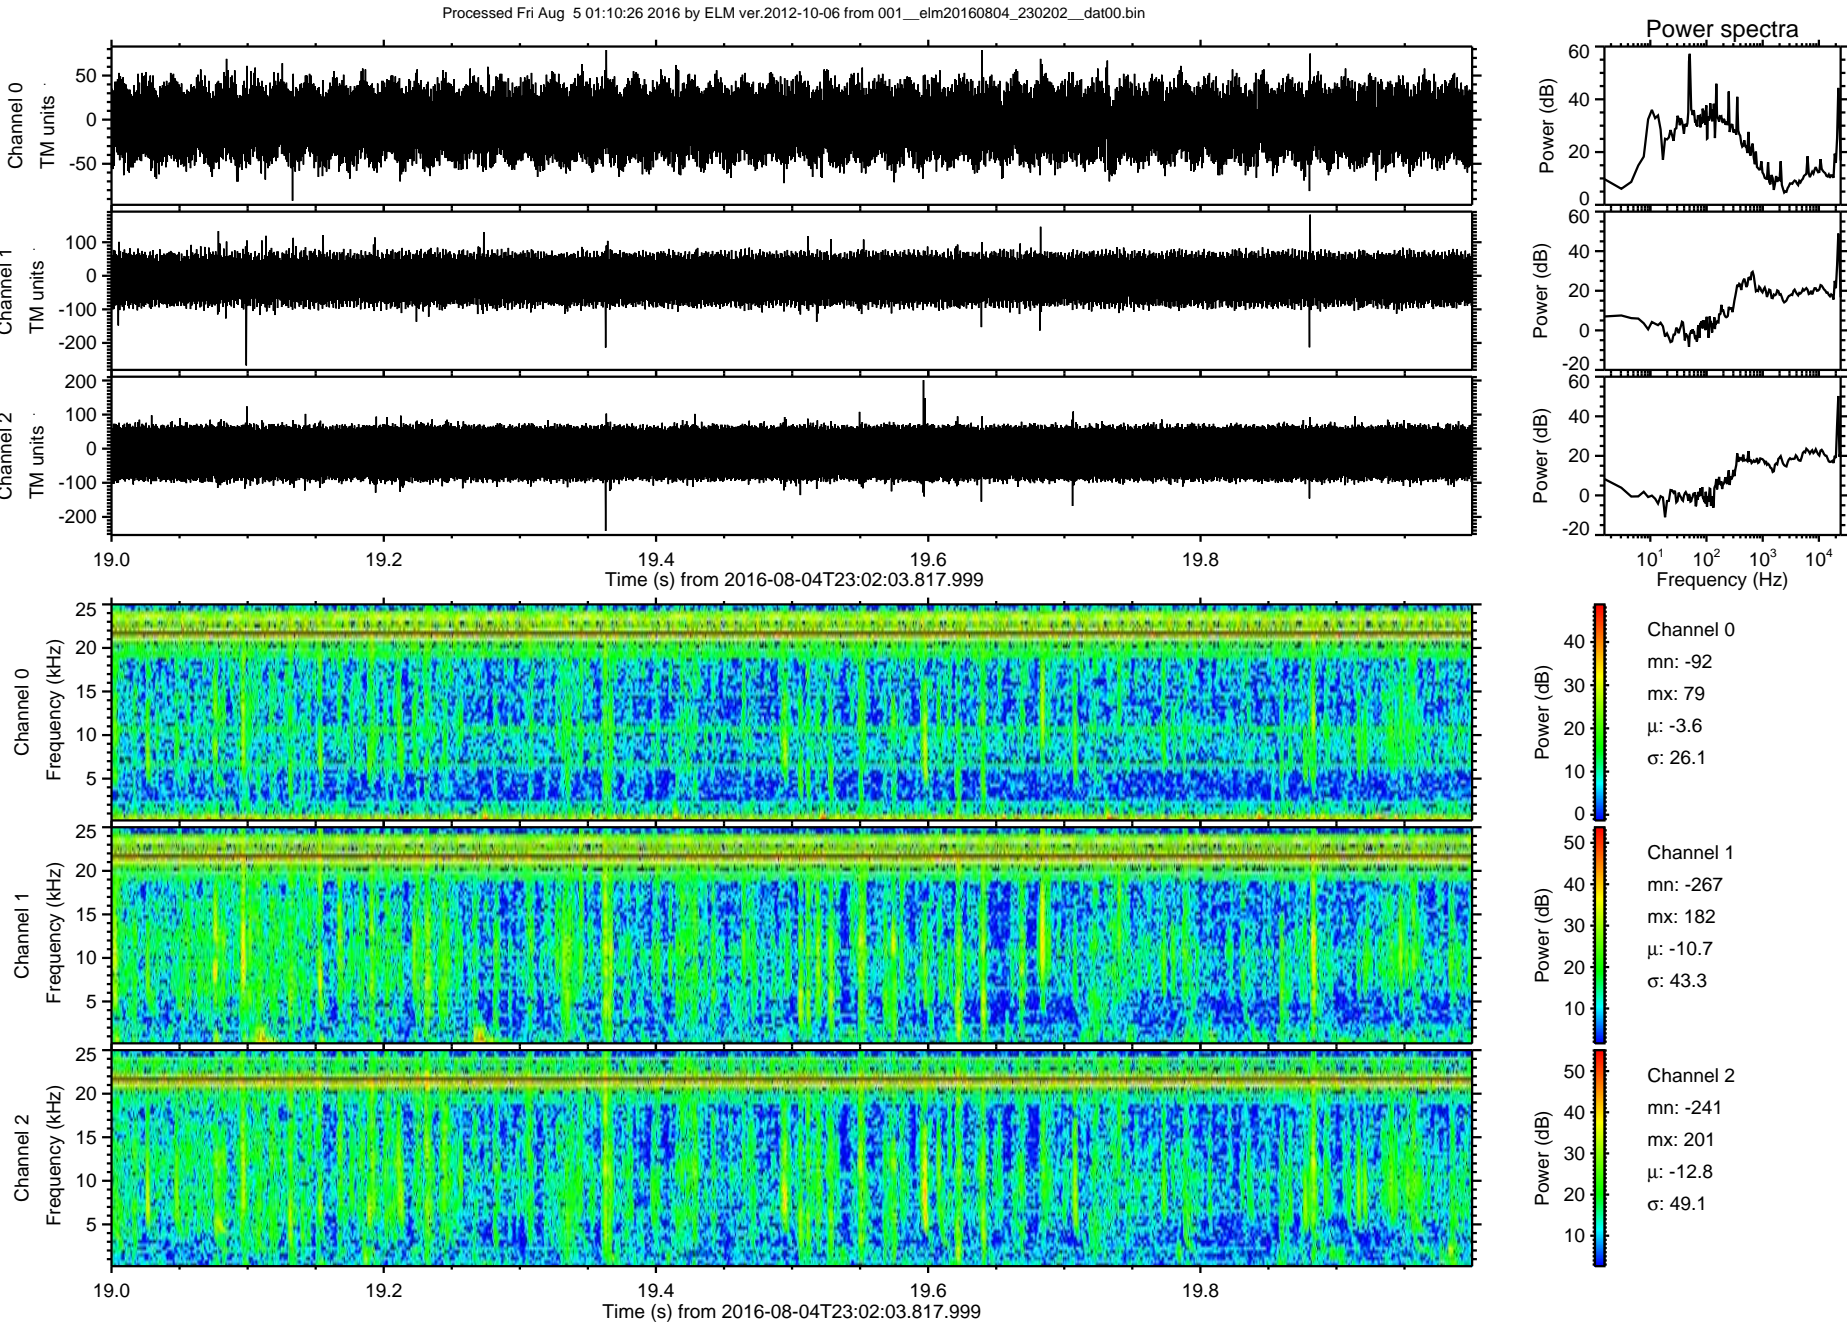 Processed Fri Aug  5 01:10:26 2016 by ELM ver.2012-10-06 from 001__elm20160804_230202__dat00.bin
Power spectra
Channel 0
TM units
50
0
-50
Power (dB)
60
40
20
0
Channel 1
TM units
100
0
-100
-200
Power (dB)
60
40
20
0
-20
Channel 2
TM units
200
100
0
-100
-200
Power (dB)
60
40
20
0
-20
19.0 19.2 19.4 19.6 19.8
Time (s) from 2016-08-04T23:02:03.817.999
10¹ 10² 10³ 10⁴
Frequency (Hz)
Channel 0
Frequency (kHz)
25
20
15
10
5
Power (dB)
40
30
20
10
0
Channel 0
mn: -92
mx: 79
μ: -3.6
σ: 26.1
Channel 1
Frequency (kHz)
25
20
15
10
5
Power (dB)
50
40
30
20
10
Channel 1
mn: -267
mx: 182
μ: -10.7
σ: 43.3
Channel 2
Frequency (kHz)
25
20
15
10
5
Power (dB)
50
40
30
20
10
Channel 2
mn: -241
mx: 201
μ: -12.8
σ: 49.1
19.0 19.2 19.4 19.6 19.8
Time (s) from 2016-08-04T23:02:03.817.999